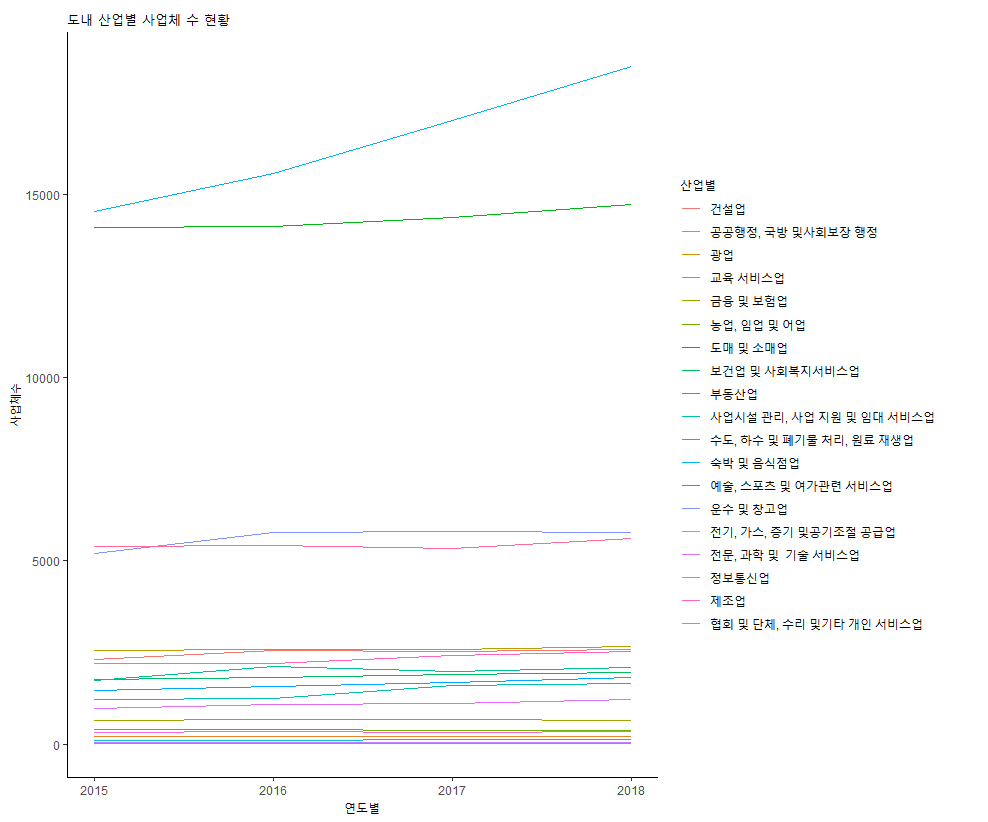 도내 산업별 사업체 수 현황
사업체수
15000
10000
5000
0
2015 2016 2017 2018
연도별
산업별
건설업
공공행정, 국방 및사회보장 행정
광업
교육 서비스업
금융 및 보험업
농업, 임업 및 어업
도매 및 소매업
보건업 및 사회복지서비스업
부동산업
사업시설 관리, 사업 지원 및 임대 서비스업
수도, 하수 및 폐기물 처리, 원료 재생업
숙박 및 음식점업
예술, 스포츠 및 여가관련 서비스업
운수 및 창고업
전기, 가스, 증기 및공기조절 공급업
전문, 과학 및  기술 서비스업
정보통신업
제조업
협회 및 단체, 수리 및기타 개인 서비스업